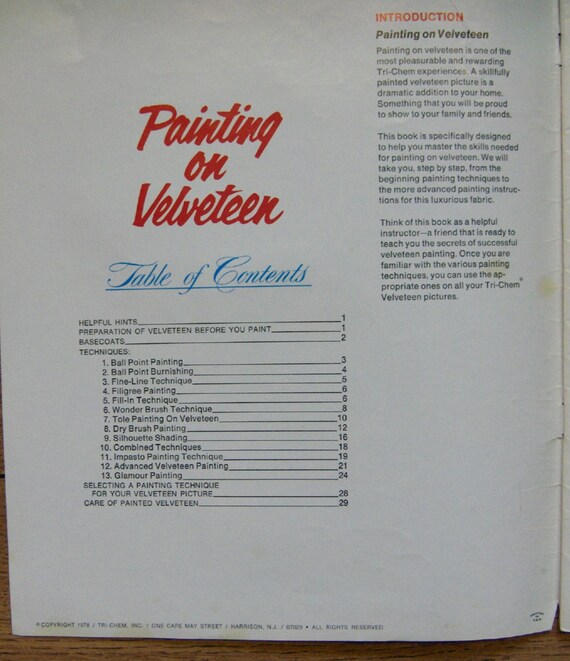 Painting
on
Velveteen
Table of Contents
HELPFUL HINTS 1
PREPARATION OF VELVETEEN BEFORE YOU PAINT 1
BASECOATS 2
TECHNIQUES:
1. Ball Point Painting 3
2. Ball Point Burnishing 4
3. Fine-Line Technique 5
4. Filigree Painting 6
5. Fill-In Technique 6
6. Wonder Brush Technique 8
7. Tole Painting On Velveteen 10
8. Dry Brush Painting 12
9. Silhouette Shading 16
10. Combined Techniques 18
11. Impasto Painting Technique 19
12. Advanced Velveteen Painting 21
13. Glamour Painting 24
SELECTING A PAINTING TECHNIQUE
FOR YOUR VELVETEEN PICTURE 28
CARE OF PAINTED VELVETEEN 29
INTRODUCTION
Painting on Velveteen
Painting on velveteen is one of the
most pleasurable and rewarding
Tri-Chem experiences. A skillfully
painted velveteen picture is a
dramatic addition to your home.
Something that you will be proud
to show to your family and friends.
This book is specifically designed
to help you master the skills needed
for painting on velveteen. We will
take you, step by step, from the
beginning painting techniques to
the more advanced painting instruc-
tions for this luxurious fabric.
Think of this book as a helpful
instructor—a friend that is ready to
teach you the secrets of successful
velveteen painting. Once you are
familiar with the various painting
techniques, you can use the ap-
propriate ones on all your Tri-Chem®
Velveteen pictures.
© COPYRIGHT 1978 / TRI-CHEM, INC. / ONE CAPE MAY STREET / HARRISON, N.J. / 07029 • ALL RIGHTS RESERVED